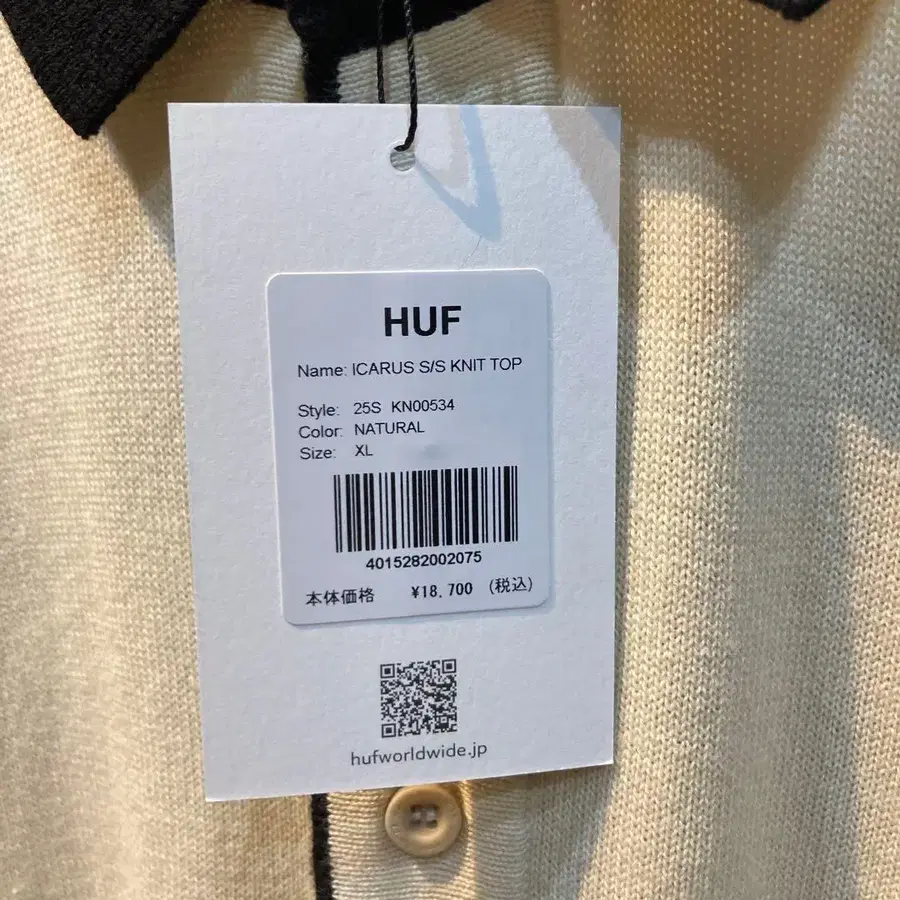 HUF
Name: ICARUS S/S KNIT TOP
Style: 25S KN00534
Color: NATURAL
Size: XL
4015282002075
本体価格 ¥18,700 (税込)
hufworldwide.jp